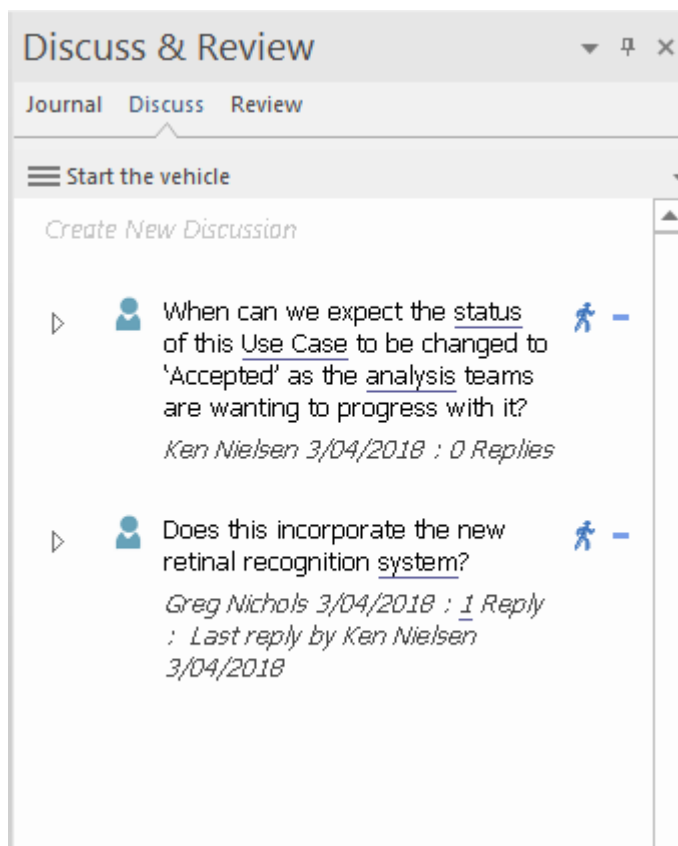 Discuss & Review
Journal Discuss Review
Start the vehicle
Create New Discussion
When can we expect the status
of this Use Case to be changed to
'Accepted' as the analysis teams
are wanting to progress with it?
Ken Nielsen 3/04/2018 : 0 Replies
Does this incorporate the new
retinal recognition system?
Greg Nichols 3/04/2018 : 1 Reply
: Last reply by Ken Nielsen
3/04/2018